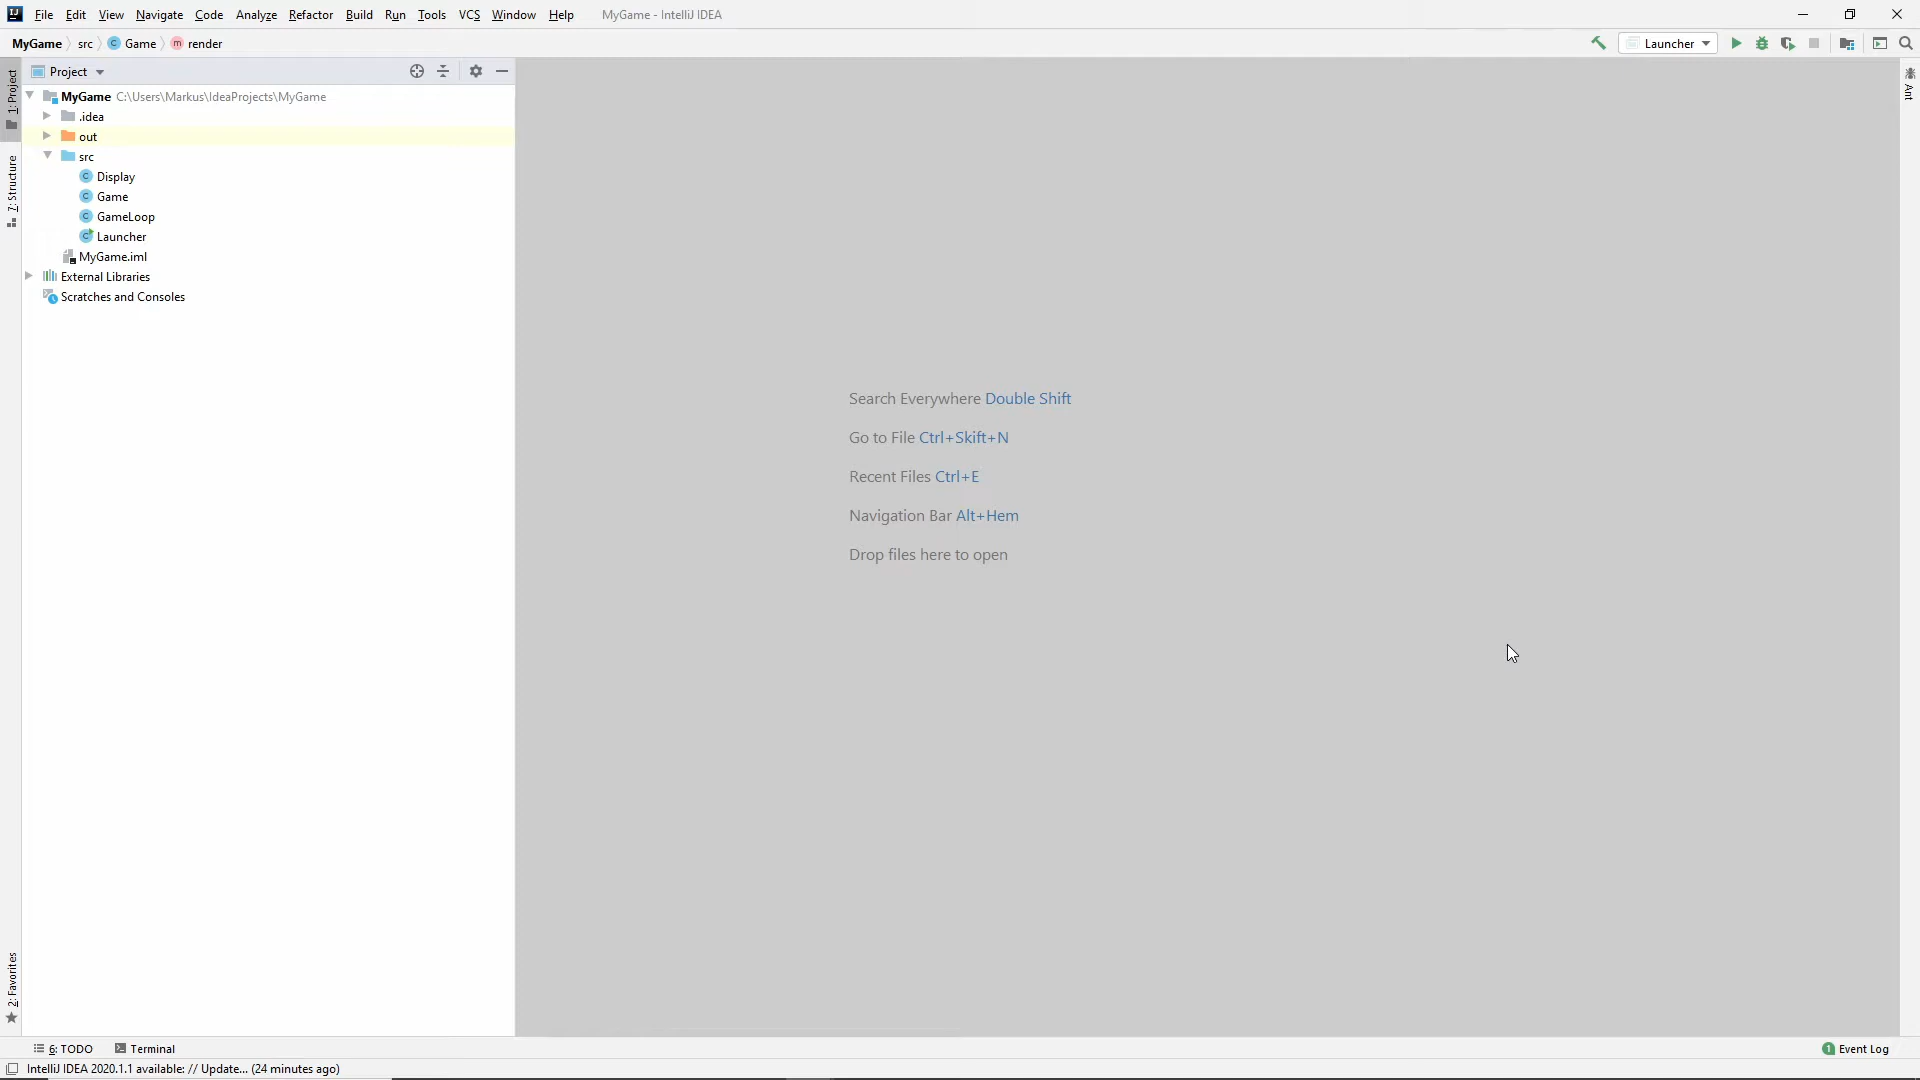 File Edit View Navigate Code Analyze Refactor Build Run Tools VCS Window Help MyGame - IntelliJ IDEA
MyGame src Game render Launcher
Project
MyGame C:\Users\Markus\IdeaProjects\MyGame
.idea
out
src
Display
Game
GameLoop
Launcher
MyGame.iml
External Libraries
Scratches and Consoles
1: Project
7: Structure
2: Favorites
Search Everywhere Double Shift
Go to File Ctrl+Skift+N
Recent Files Ctrl+E
Navigation Bar Alt+Hem
Drop files here to open
Ant
6: TODO Terminal 1 Event Log
IntelliJ IDEA 2020.1.1 available: // Update... (24 minutes ago)